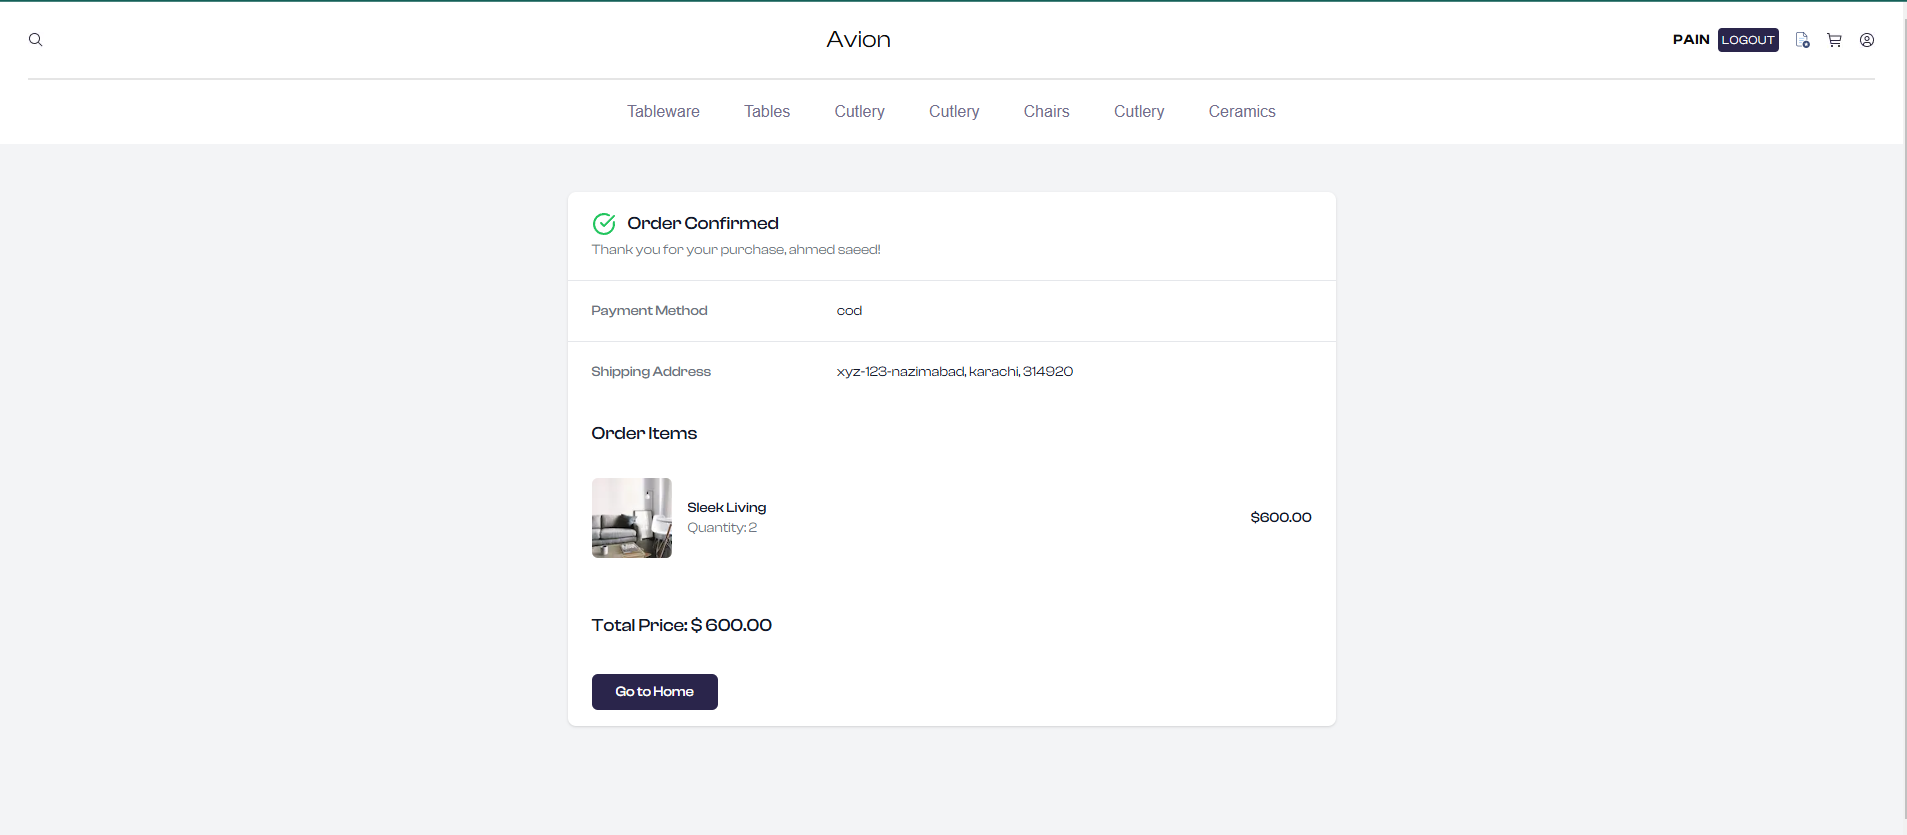 Avion
PAIN LOGOUT
Tableware Tables Cutlery Cutlery Chairs Cutlery Ceramics
Order Confirmed
Thank you for your purchase, ahmed saeed!
Payment Method cod
Shipping Address xyz-123-nazimabad, karachi, 314920
Order Items
Sleek Living
Quantity: 2
$600.00
Total Price: $ 600.00
Go to Home